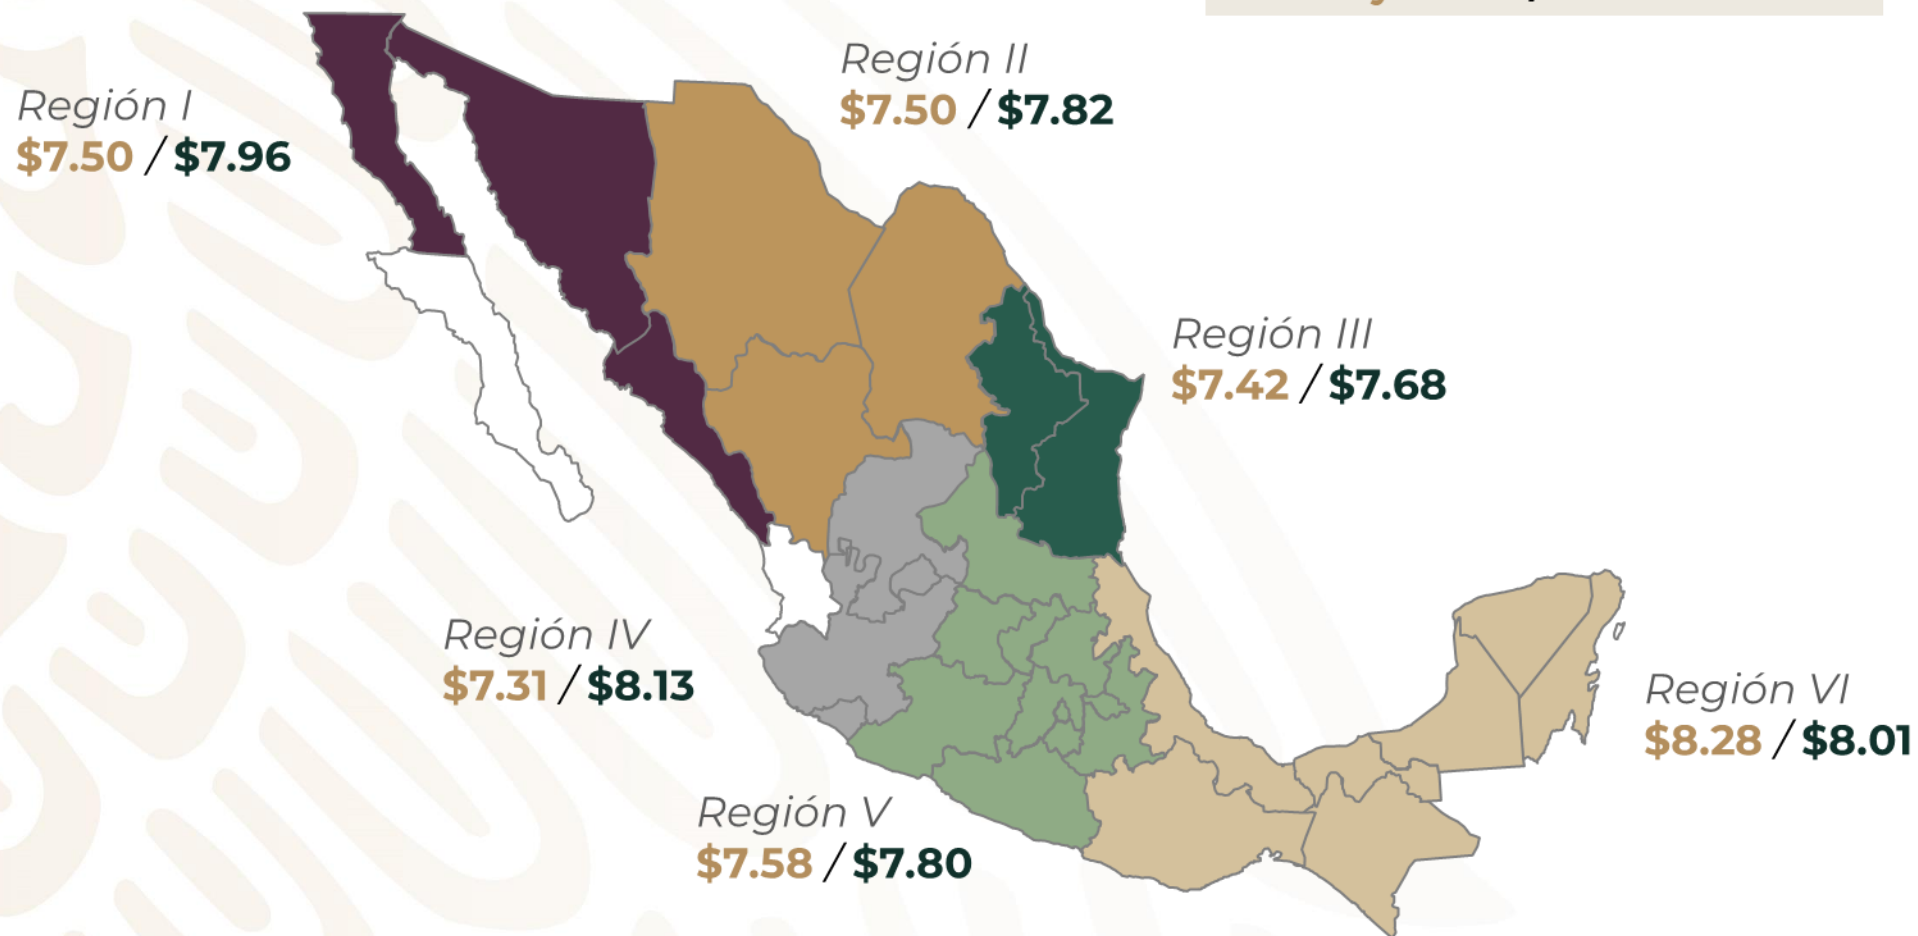 Región II
$7.50 / $7.82
Región I
$7.50 / $7.96
Región III
$7.42 / $7.68
Región IV
$7.31 / $8.13
Región VI
$8.28 / $8.01
Región V
$7.58 / $7.80